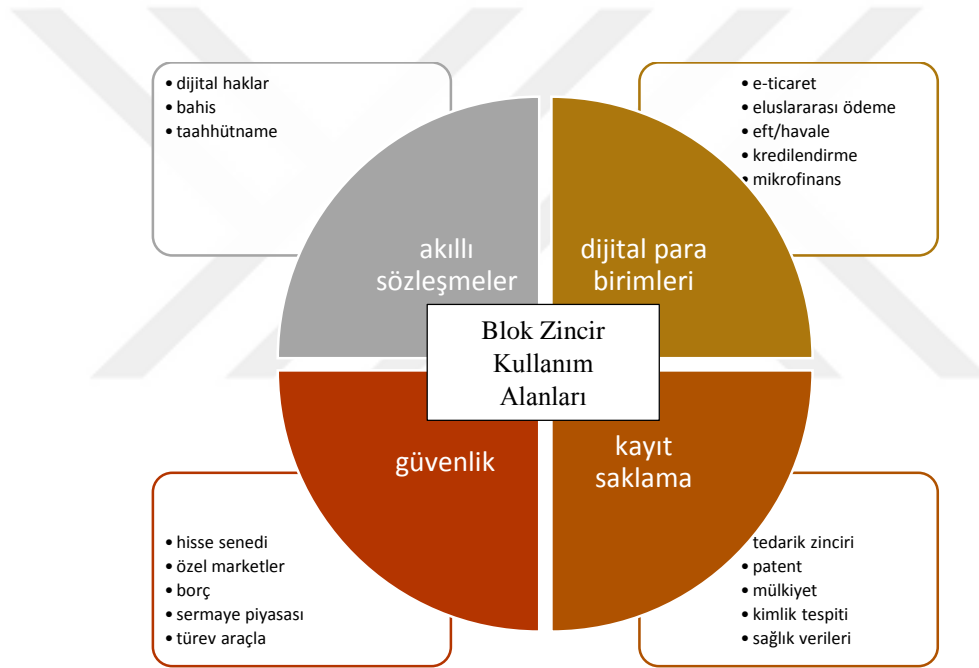 • dijital haklar
• bahis
• taahhütname
• e-ticaret
• eluslararası ödeme
• eft/havale
• kredilendirme
• mikrofinans
akıllı
sözleşmeler
dijital para
birimleri
Blok Zincir
Kullanım
Alanları
güvenlik
kayıt
saklama
• hisse senedi
• özel marketler
• borç
• sermaye piyasası
• türev araçla
• tedarik zinciri
• patent
• mülkiyet
• kimlik tespiti
• sağlık verileri